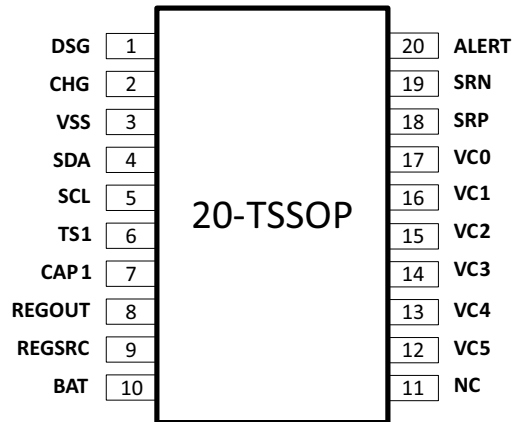 DSG 1 20 ALERT
CHG 2 19 SRN
VSS 3 18 SRP
SDA 4 17 VC0
SCL 5 16 VC1
20-TSSOP
TS1 6 15 VC2
CAP1 7 14 VC3
REGOUT 8 13 VC4
REGSRC 9 12 VC5
BAT 10 11 NC